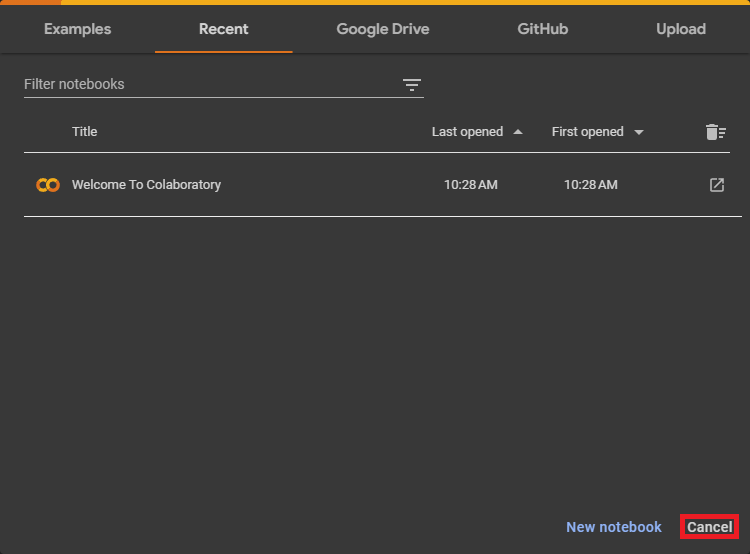 Examples Recent Google Drive GitHub Upload
Filter notebooks
Title Last opened First opened
Welcome To Colaboratory 10:28 AM 10:28 AM
New notebook Cancel